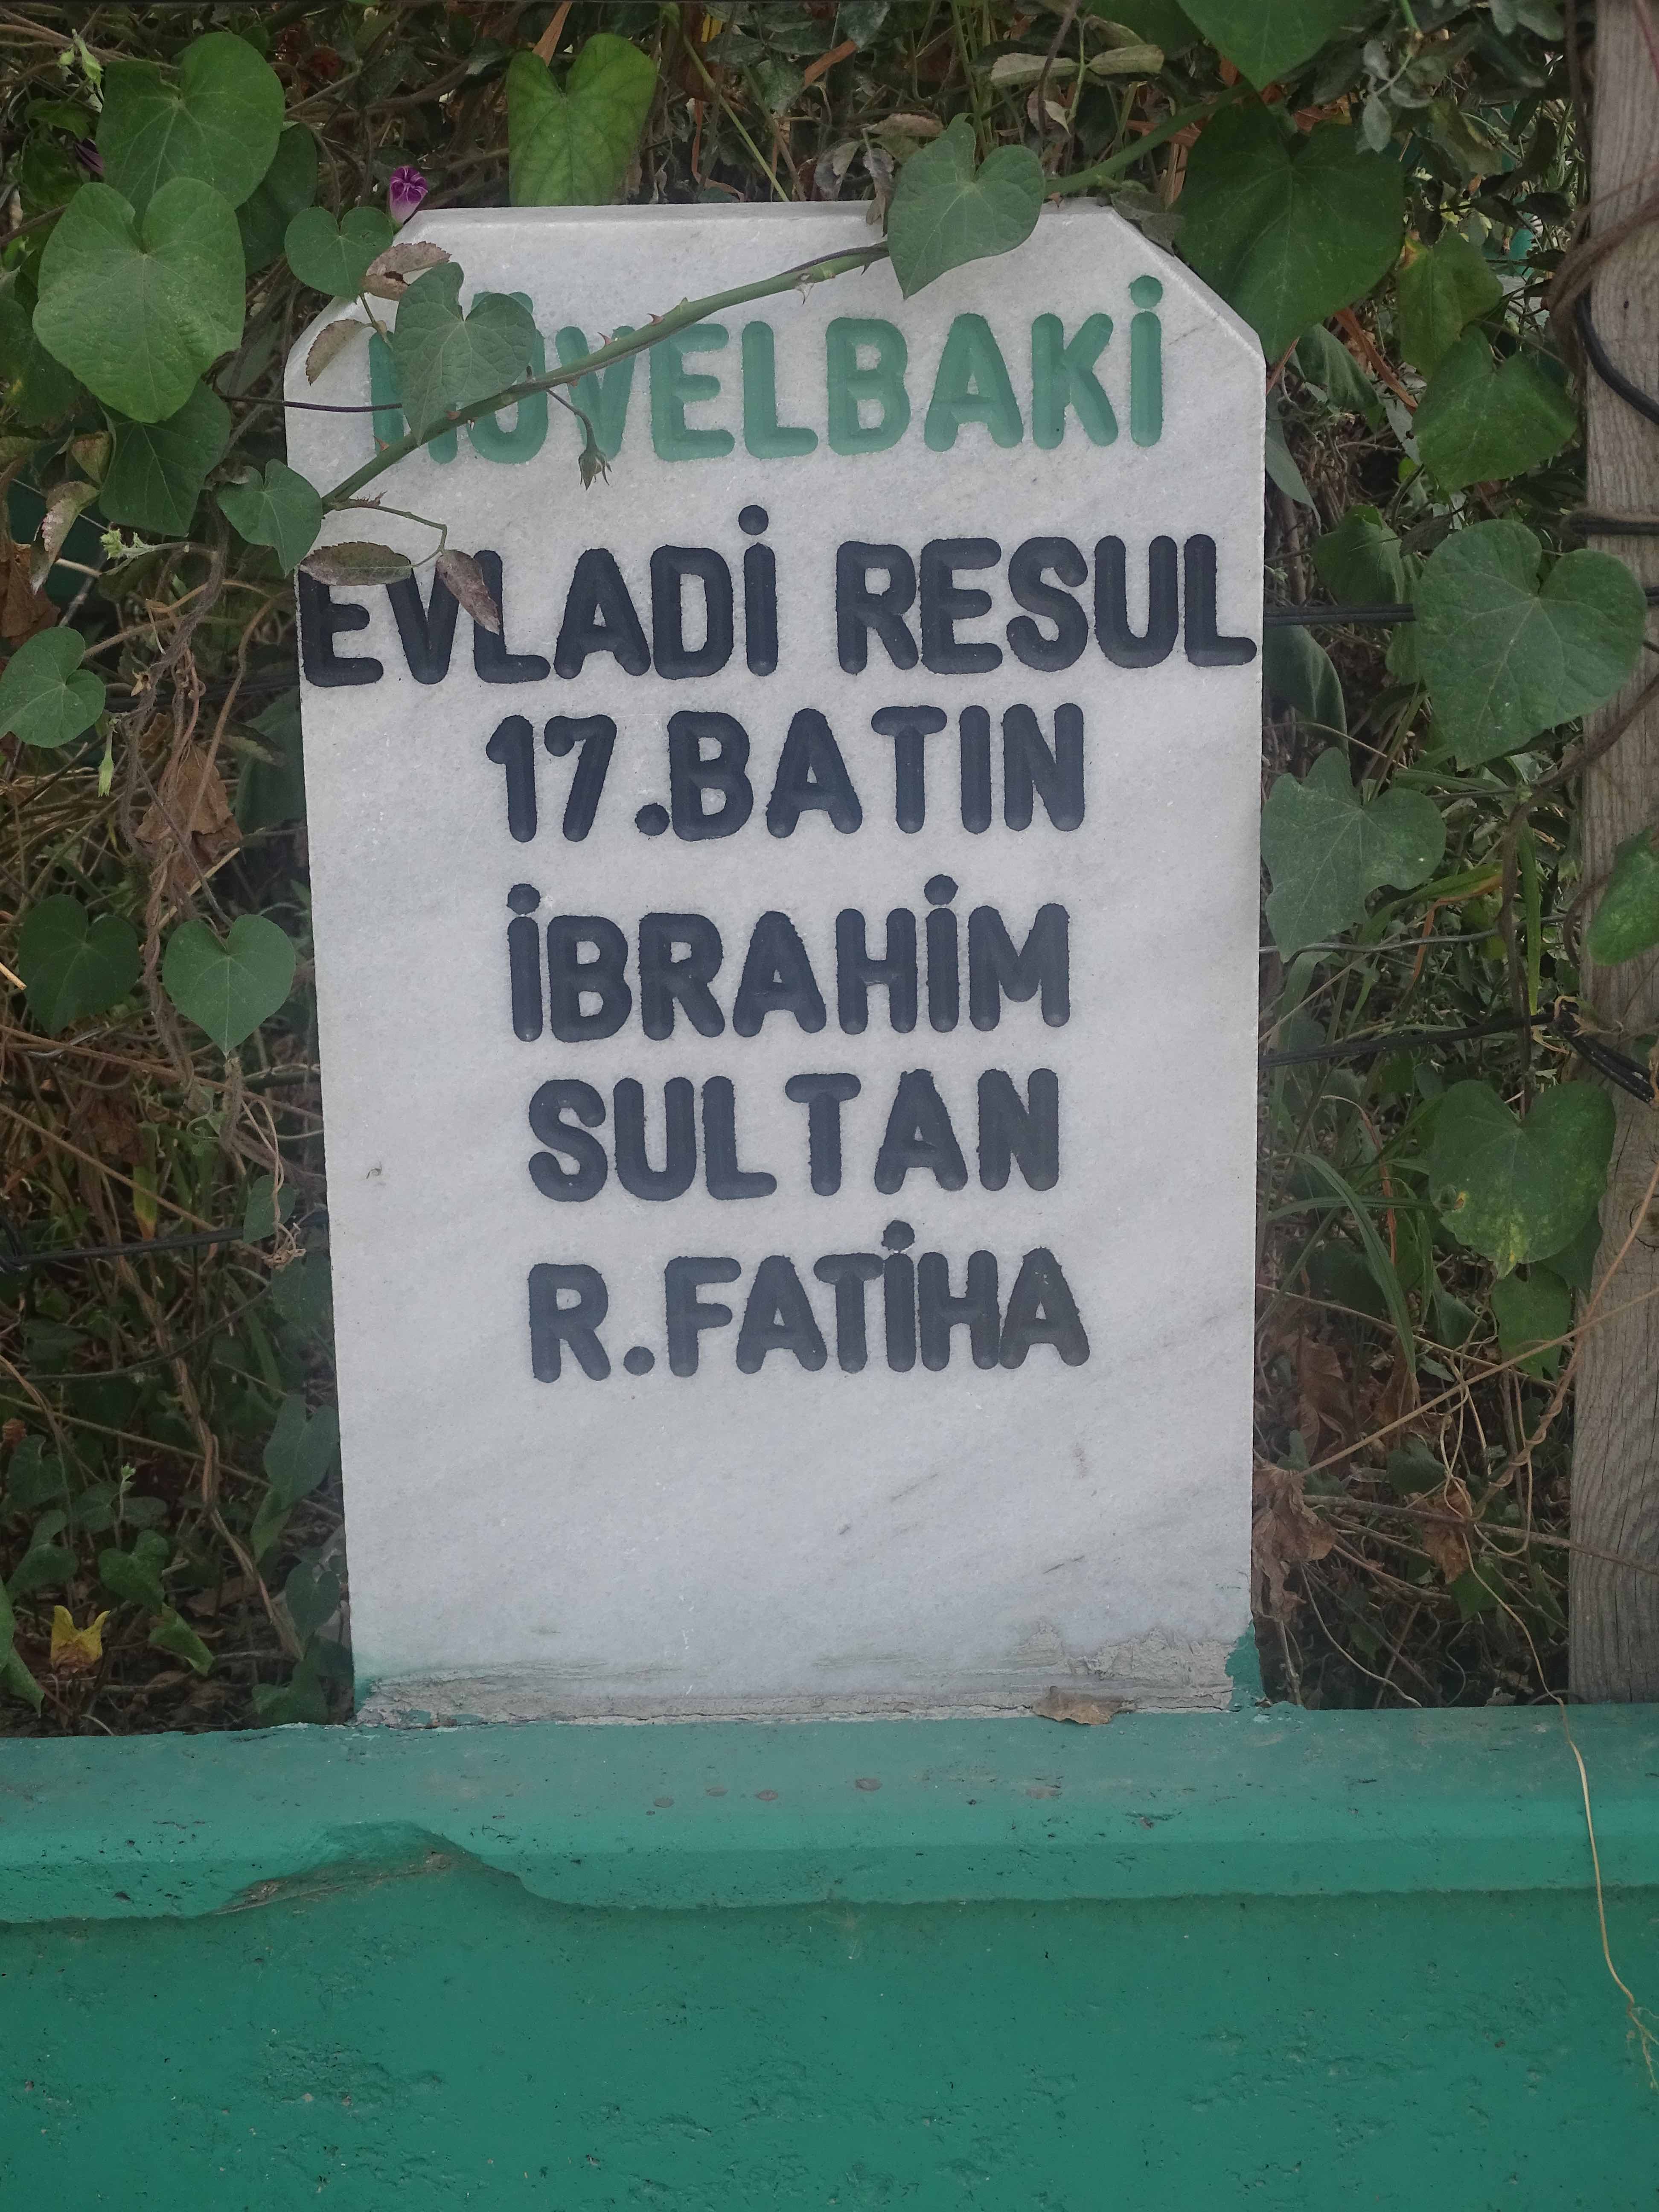 HÜVELBAKİ
EVLADİ RESUL
17.BATIN
İBRAHİM
SULTAN
R.FATİHA